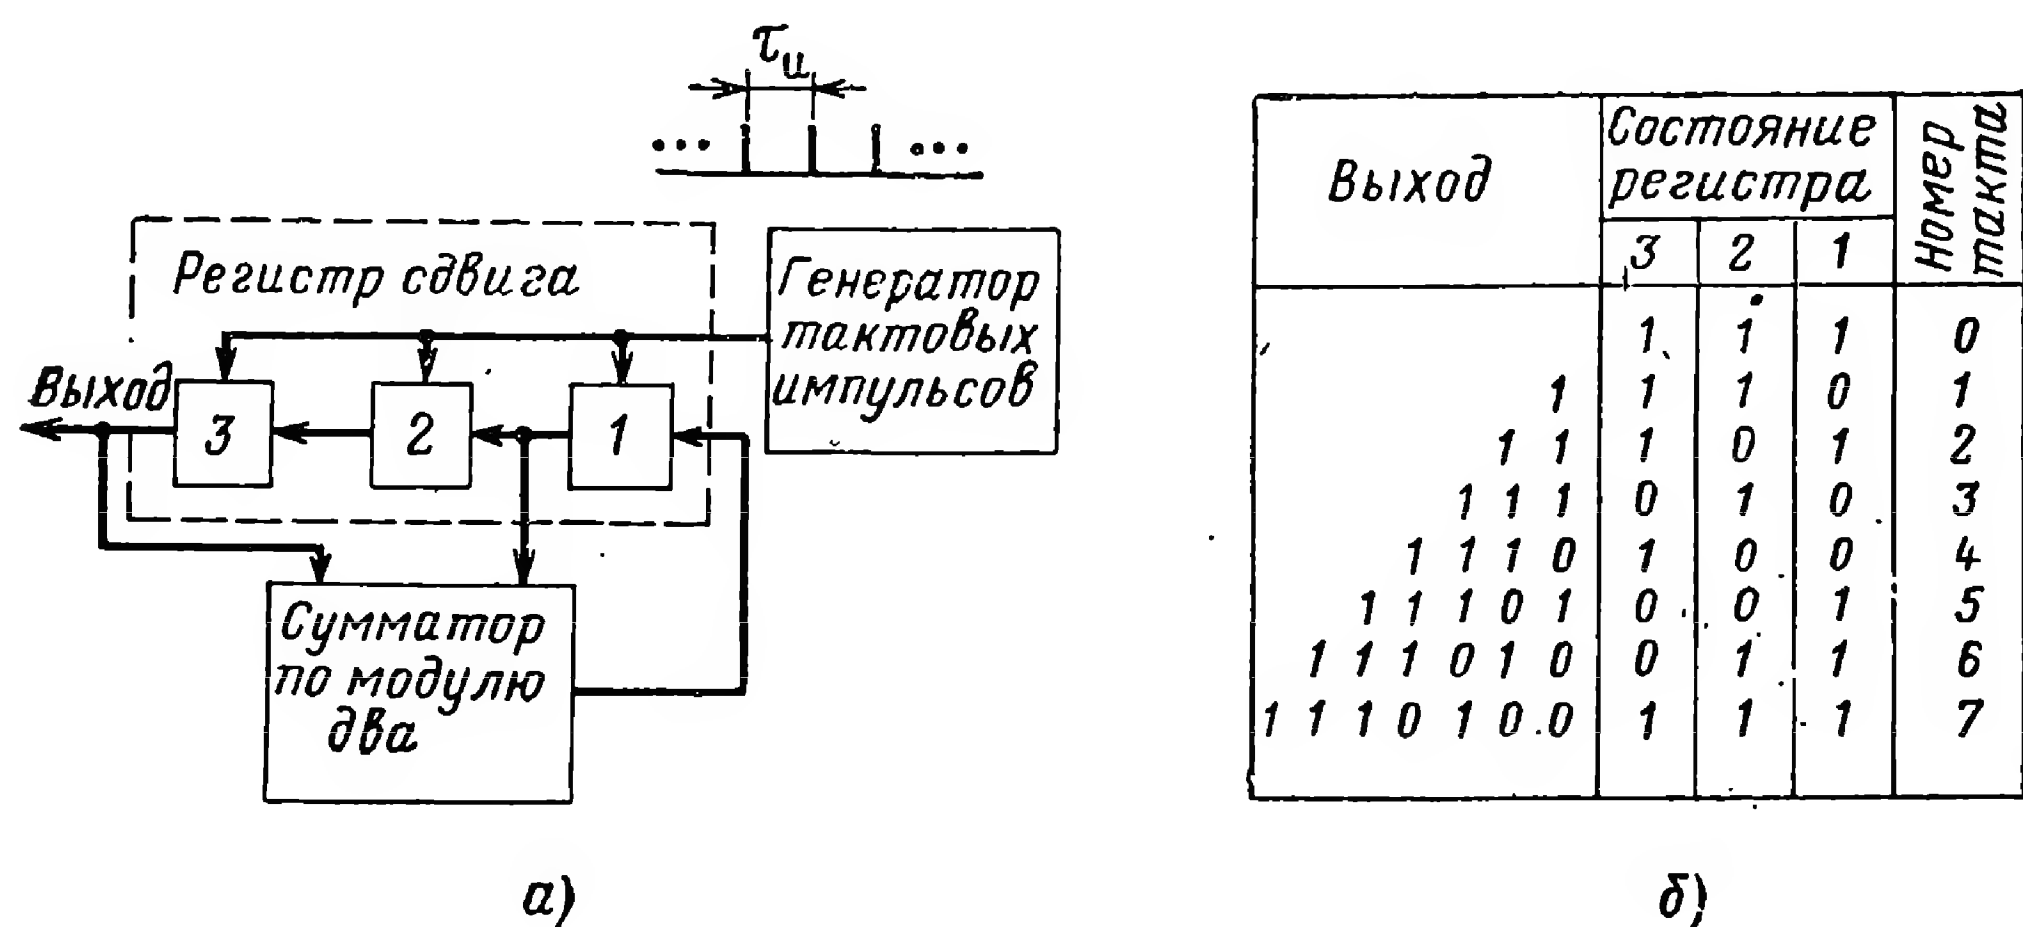 τи
... ...
Регистр сдвига
Генератор
тактовых
импульсов
Выход
3 2 1
Сумматор
по модулю
два
а)
Выход
Состояние
регистра
Номер
такта
3 2 1
1 1 1 0
1 1 1 0 1
1 1 1 0 1 2
1 1 1 0 1 0 3
1 1 1 0 1 0 0 4
1 1 1 0 1 0 0 1 5
1 1 1 0 1 0 0 1 1 6
1 1 1 0 1 0 0 1 1 1 7
б)